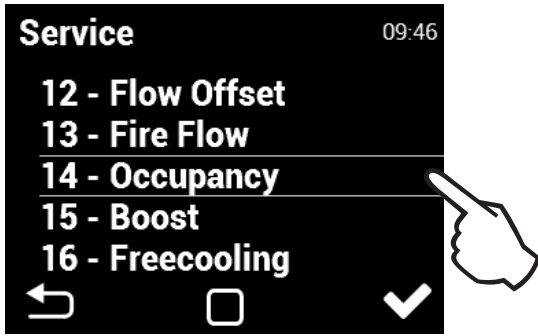 Service 09:46
12 - Flow Offset
13 - Fire Flow
14 - Occupancy
15 - Boost
16 - Freecooling